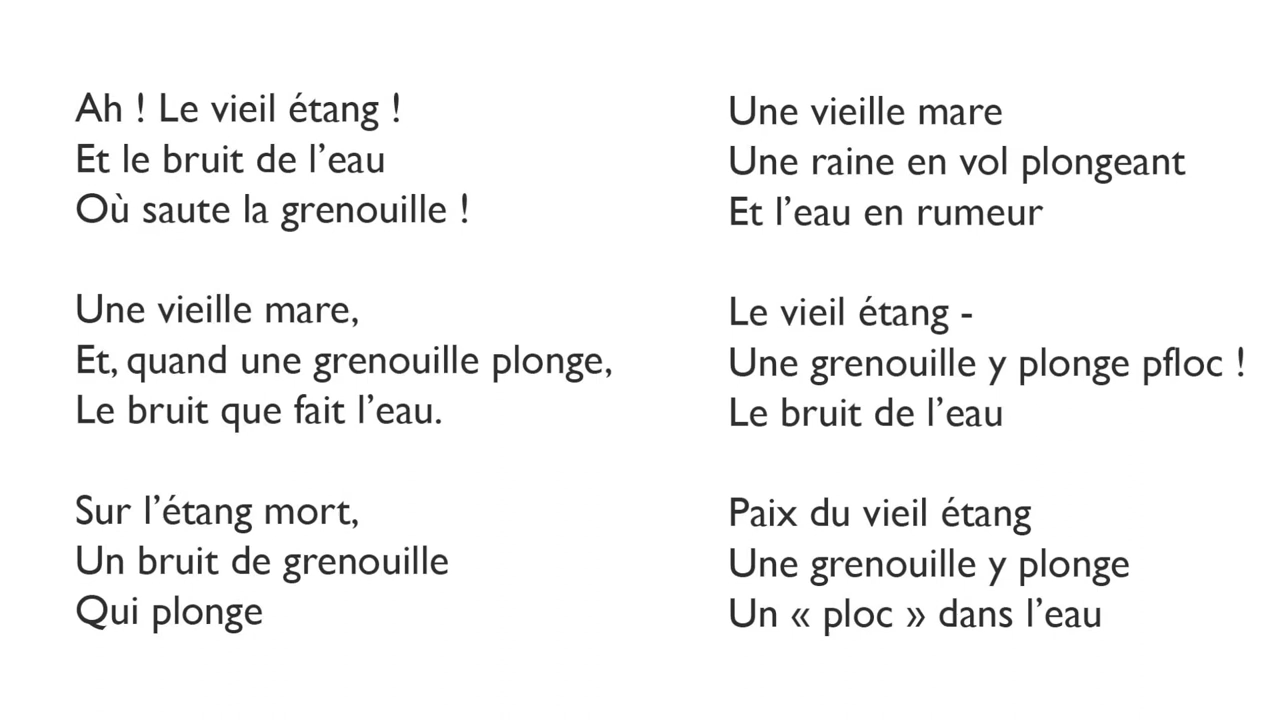 Ah ! Le vieil étang !
Et le bruit de l’eau
Où saute la grenouille !
Une vieille mare,
Et, quand une grenouille plonge,
Le bruit que fait l’eau.
Sur l’étang mort,
Un bruit de grenouille
Qui plonge
Une vieille mare
Une raine en vol plongeant
Et l’eau en rumeur
Le vieil étang -
Une grenouille y plonge pfloc !
Le bruit de l’eau
Paix du vieil étang
Une grenouille y plonge
Un « ploc » dans l’eau